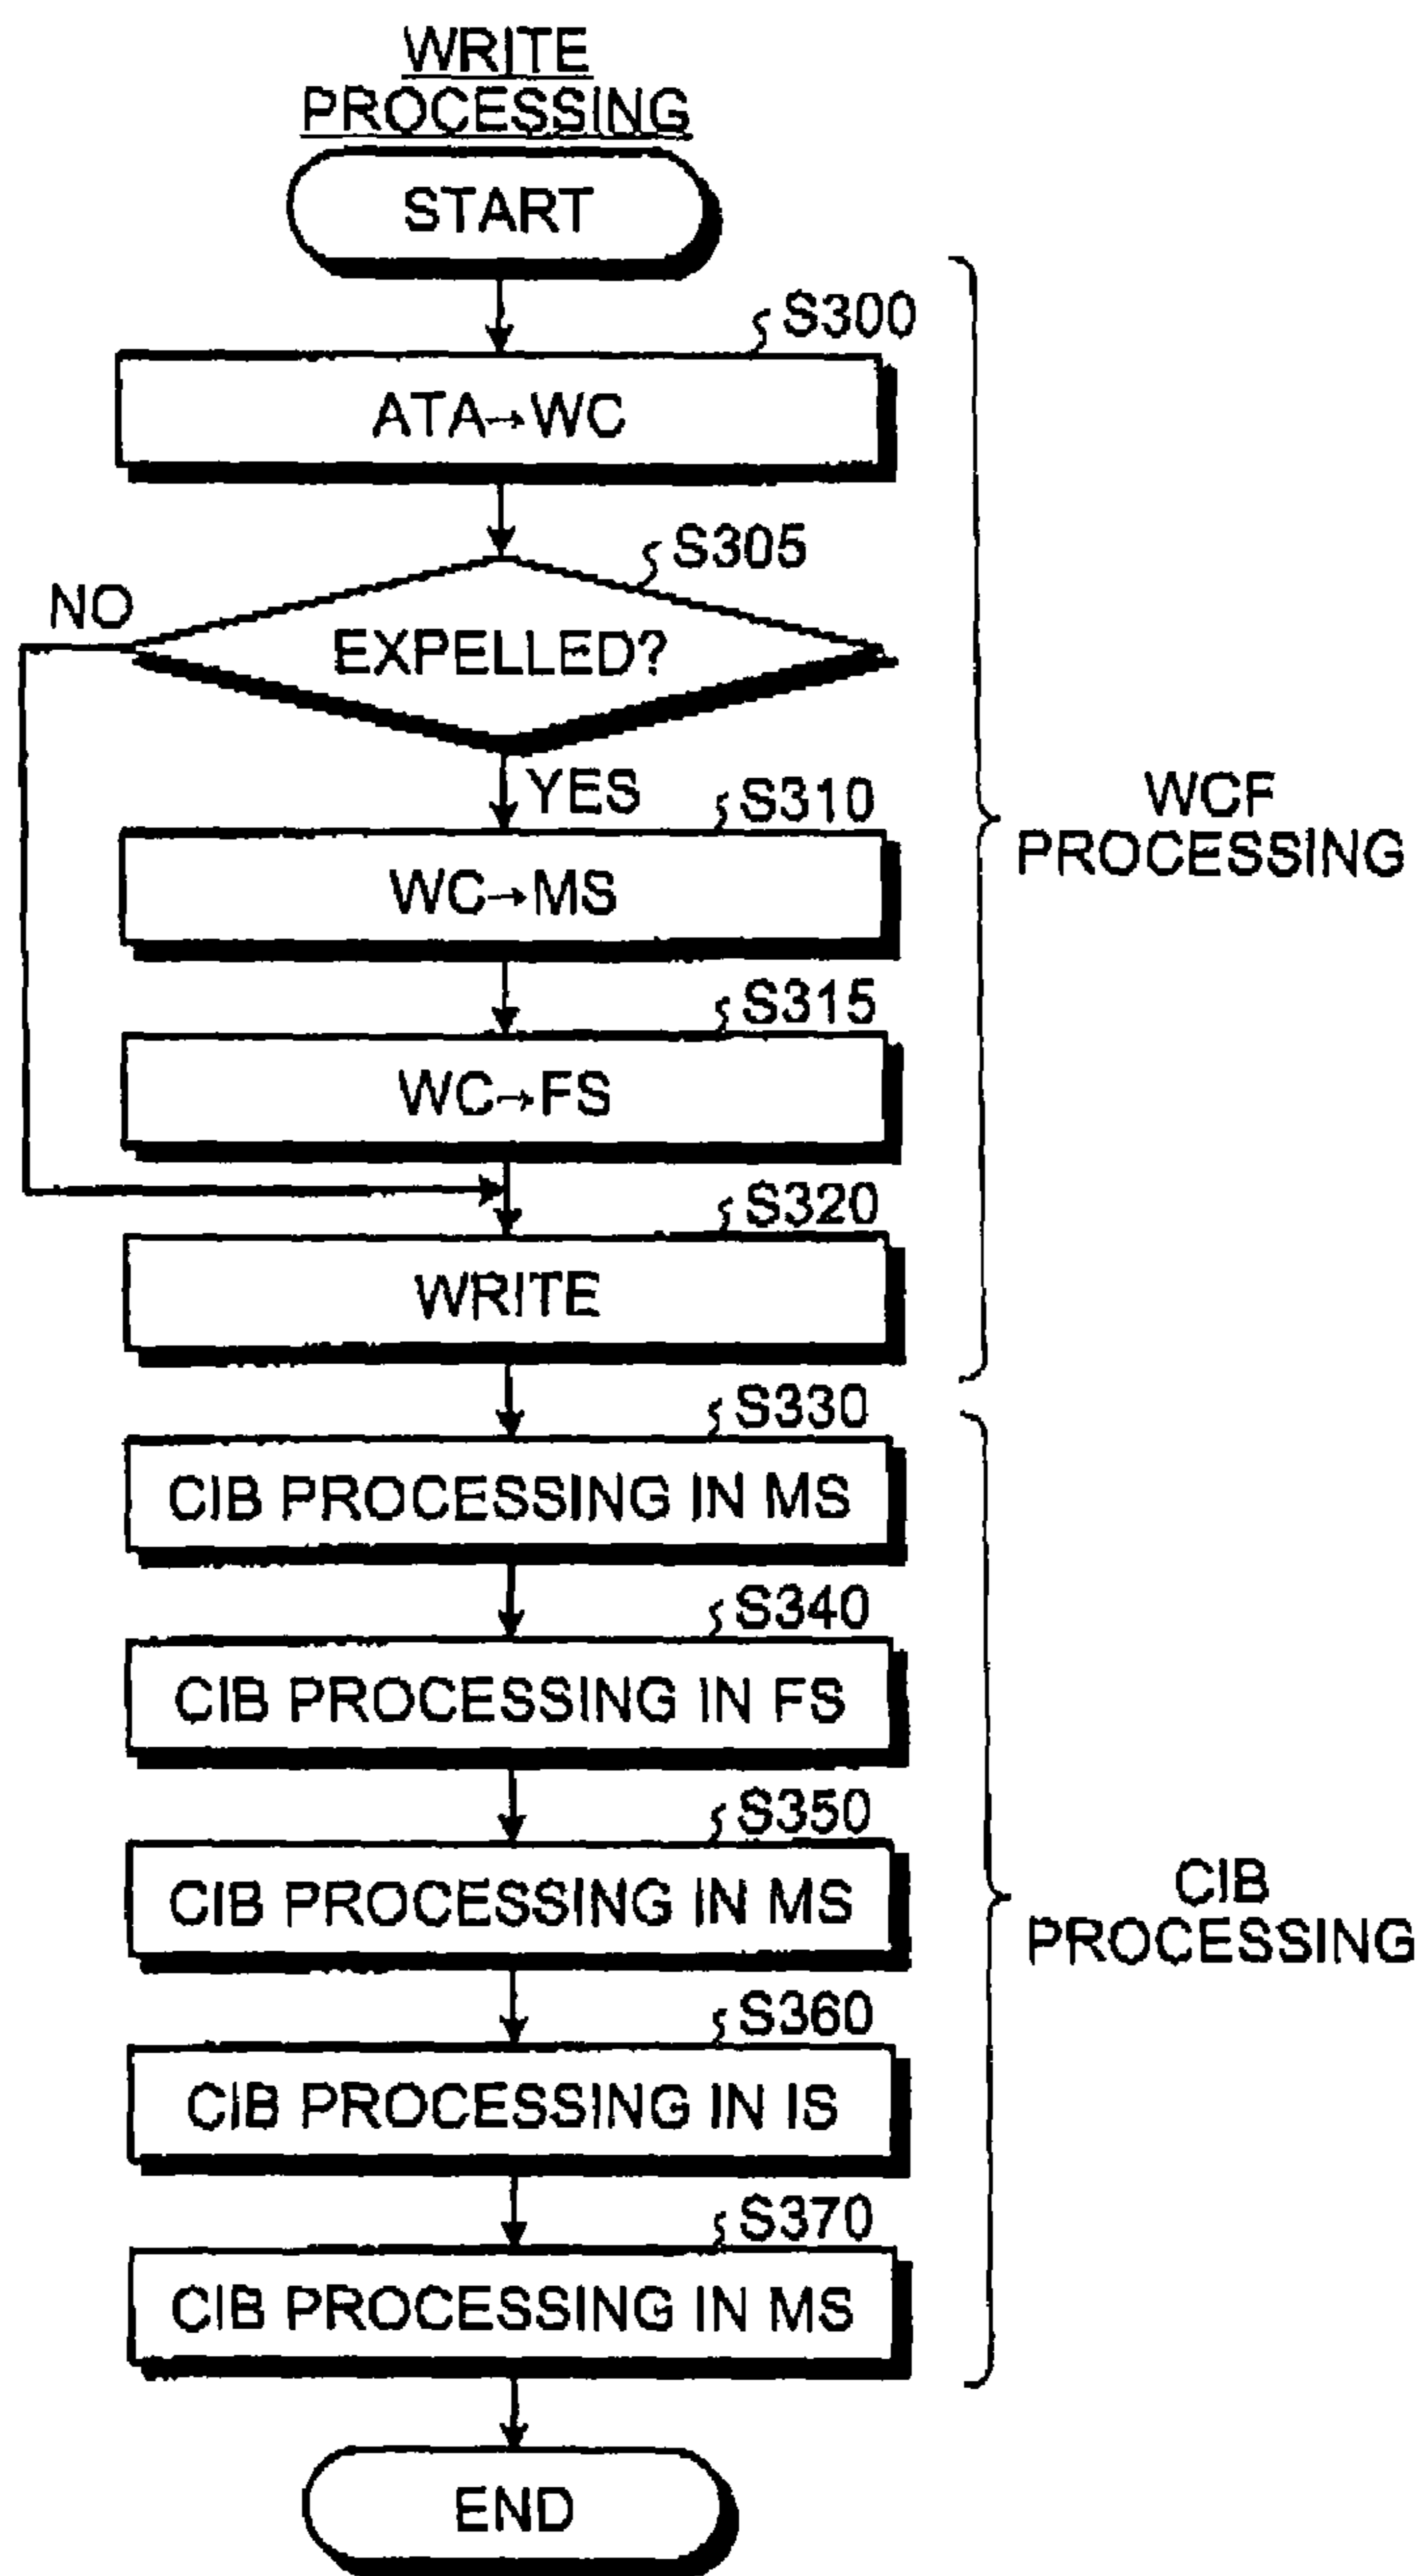 WRITE
PROCESSING
START
S300
ATA→WC
S305
NO
EXPELLED?
YES
S310
WC→MS
WCF
PROCESSING
S315
WC→FS
S320
WRITE
S330
CIB PROCESSING IN MS
S340
CIB PROCESSING IN FS
S350
CIB PROCESSING IN MS
CIB
PROCESSING
S360
CIB PROCESSING IN IS
S370
CIB PROCESSING IN MS
END